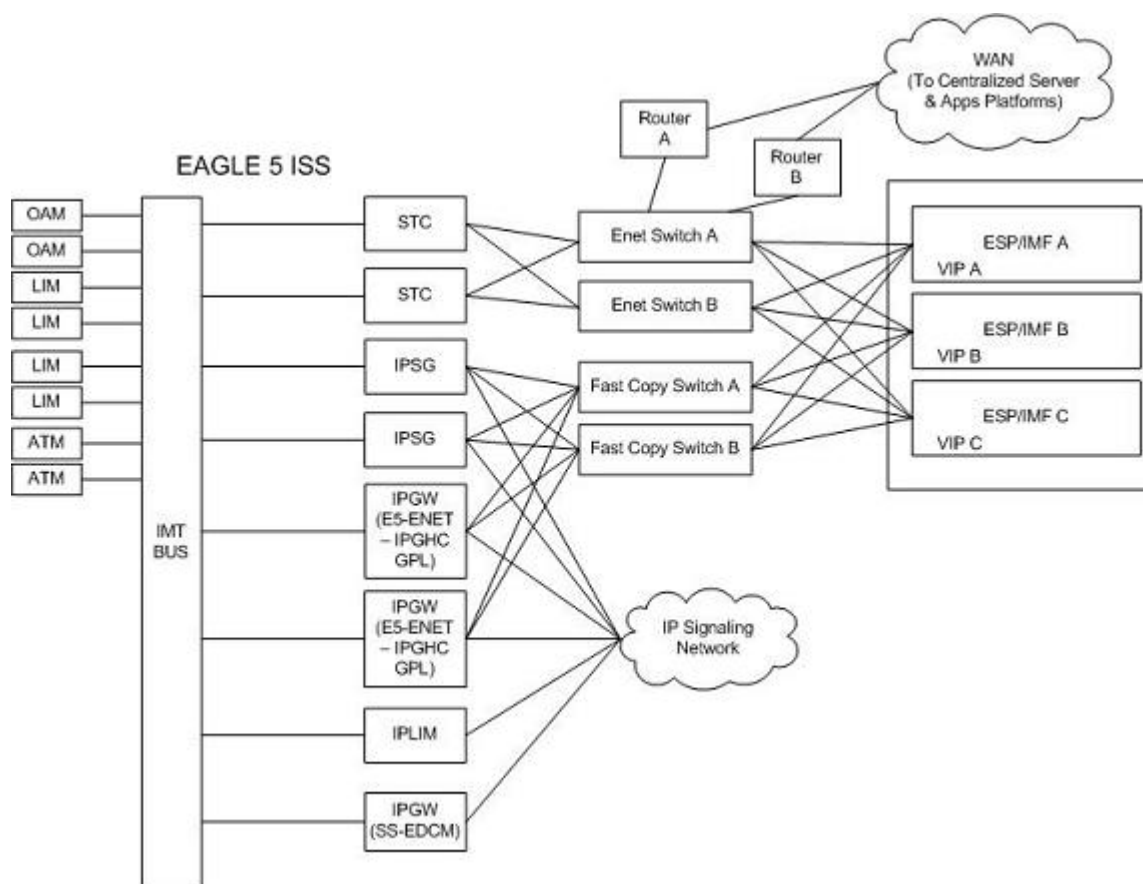 WAN
(To Centralized Server
& Apps Platforms)
Router
A
Router
B
EAGLE 5 ISS
OAM
OAM
LIM
LIM
LIM
LIM
ATM
ATM
IMT
BUS
STC
STC
IPSG
IPSG
IPGW
(E5-ENET
– IPGHC
GPL)
IPGW
(E5-ENET
– IPGHC
GPL)
IPLIM
IPGW
(SS-EDCM)
Enet Switch A
Enet Switch B
Fast Copy Switch A
Fast Copy Switch B
IP Signaling
Network
ESP/IMF A
VIP A
ESP/IMF B
VIP B
ESP/IMF C
VIP C